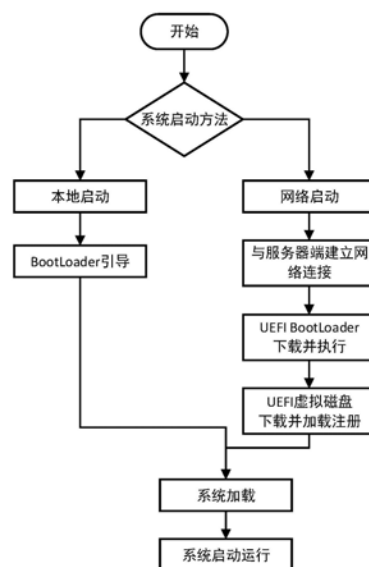 开始
系统启动方法
本地启动
网络启动
BootLoader引导
与服务器端建立网
络连接
UEFI BootLoader
下载并执行
UEFI虚拟磁盘
下载并加载注册
系统加载
系统启动运行